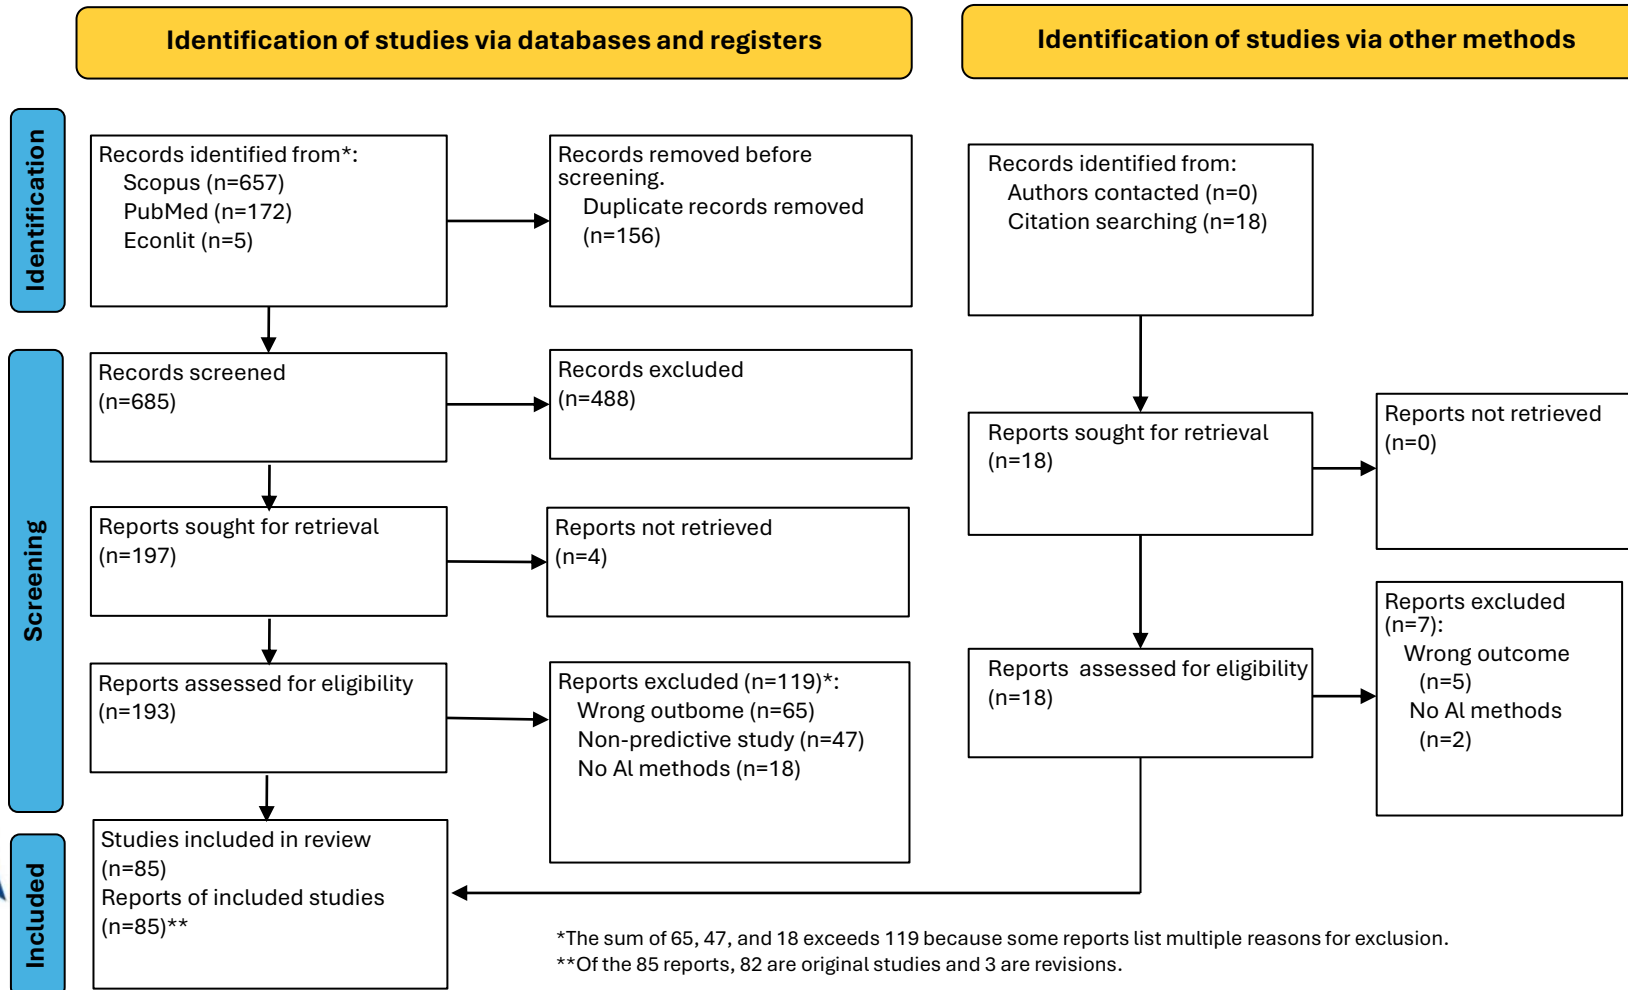 Identification of studies via databases and registers
Identification of studies via other methods
Identification
Records identified from*:
Scopus (n=657)
PubMed (n=172)
Econlit (n=5)
Records removed before
screening.
Duplicate records removed
(n=156)
Records identified from:
Authors contacted (n=0)
Citation searching (n=18)
Screening
Records screened
(n=685)
Records excluded
(n=488)
Reports sought for retrieval
(n=197)
Reports not retrieved
(n=4)
Reports sought for retrieval
(n=18)
Reports not retrieved
(n=0)
Reports assessed for eligibility
(n=193)
Reports excluded (n=119)*:
Wrong outbome (n=65)
Non-predictive study (n=47)
No Al methods (n=18)
Reports  assessed for eligibility
(n=18)
Reports excluded
(n=7):
Wrong outcome
(n=5)
No Al methods
(n=2)
Included
Studies included in review
(n=85)
Reports of included studies
(n=85)**
*The sum of 65, 47, and 18 exceeds 119 because some reports list multiple reasons for exclusion.
**Of the 85 reports, 82 are original studies and 3 are revisions.